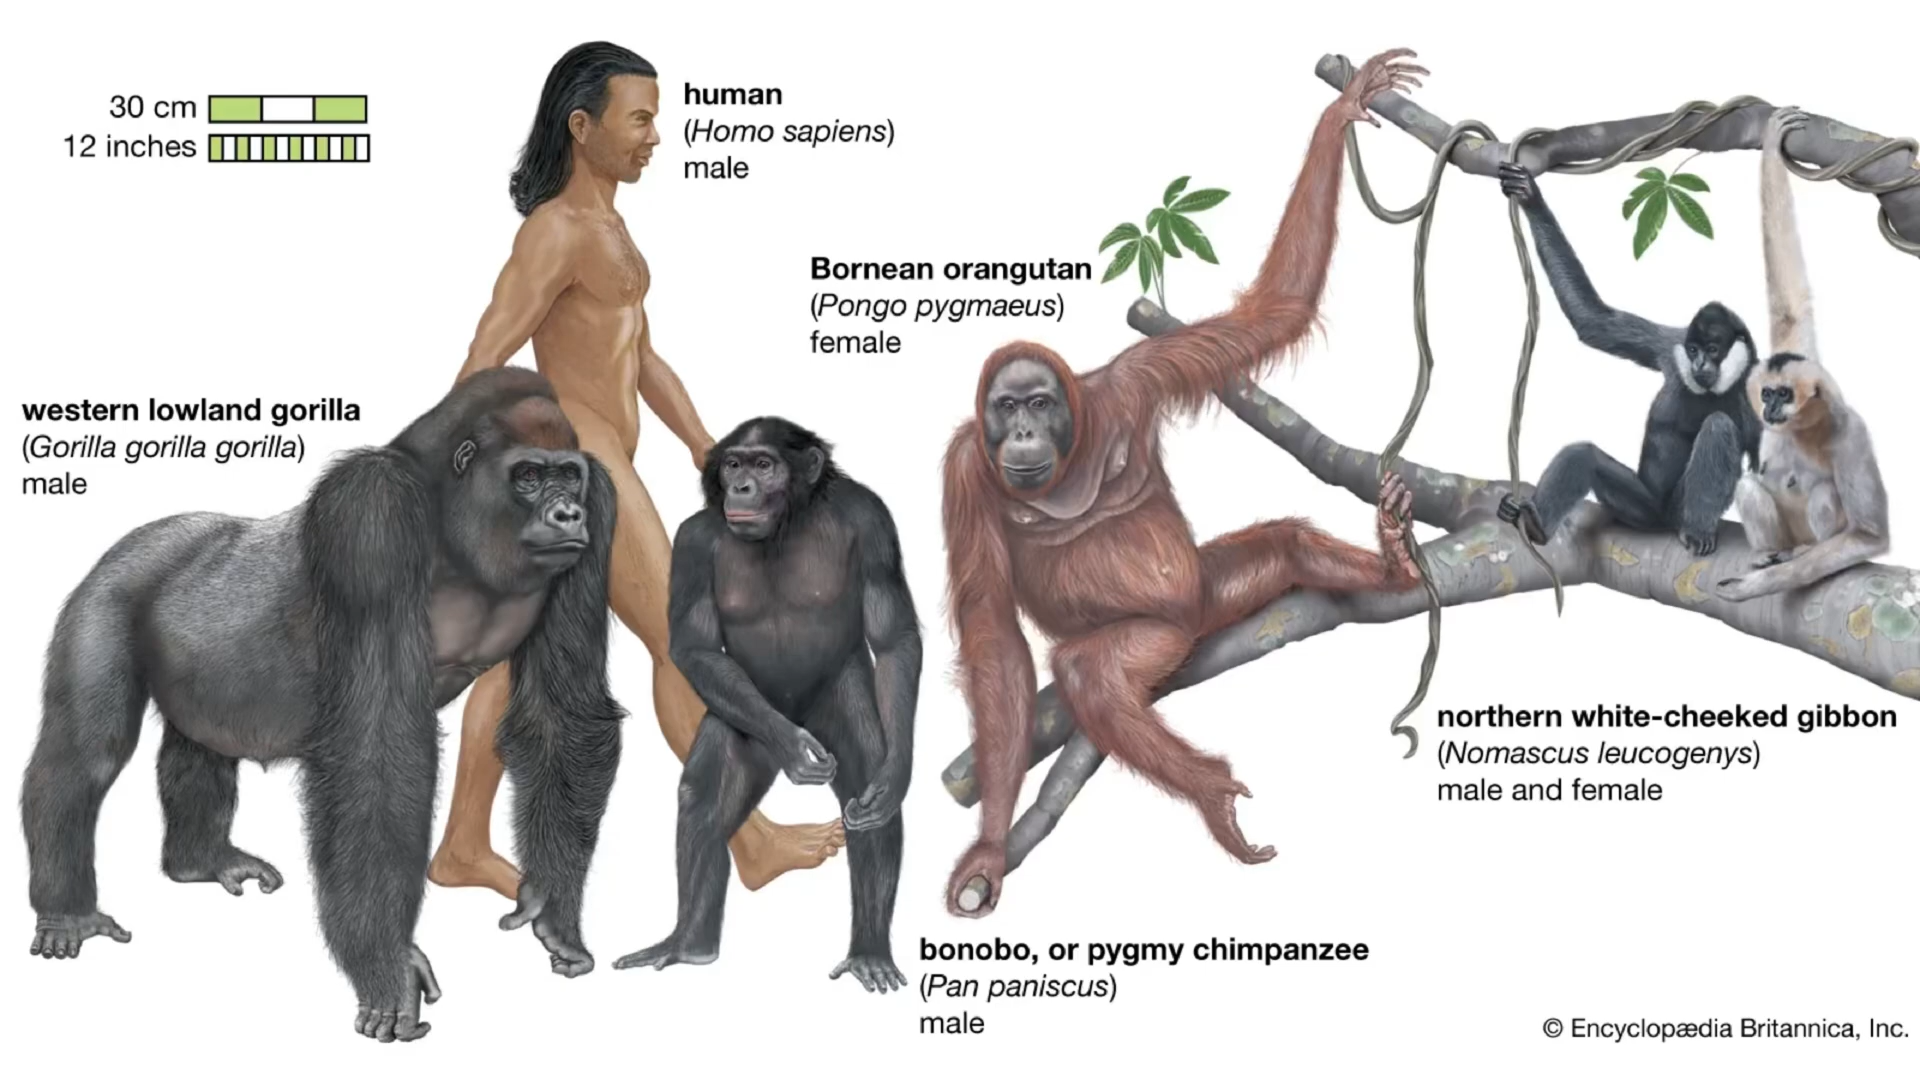 30 cm
12 inches
human
(Homo sapiens)
male
Bornean orangutan
(Pongo pygmaeus)
female
western lowland gorilla
(Gorilla gorilla gorilla)
male
northern white-cheeked gibbon
(Nomascus leucogenys)
male and female
bonobo, or pygmy chimpanzee
(Pan paniscus)
male
© Encyclopædia Britannica, Inc.